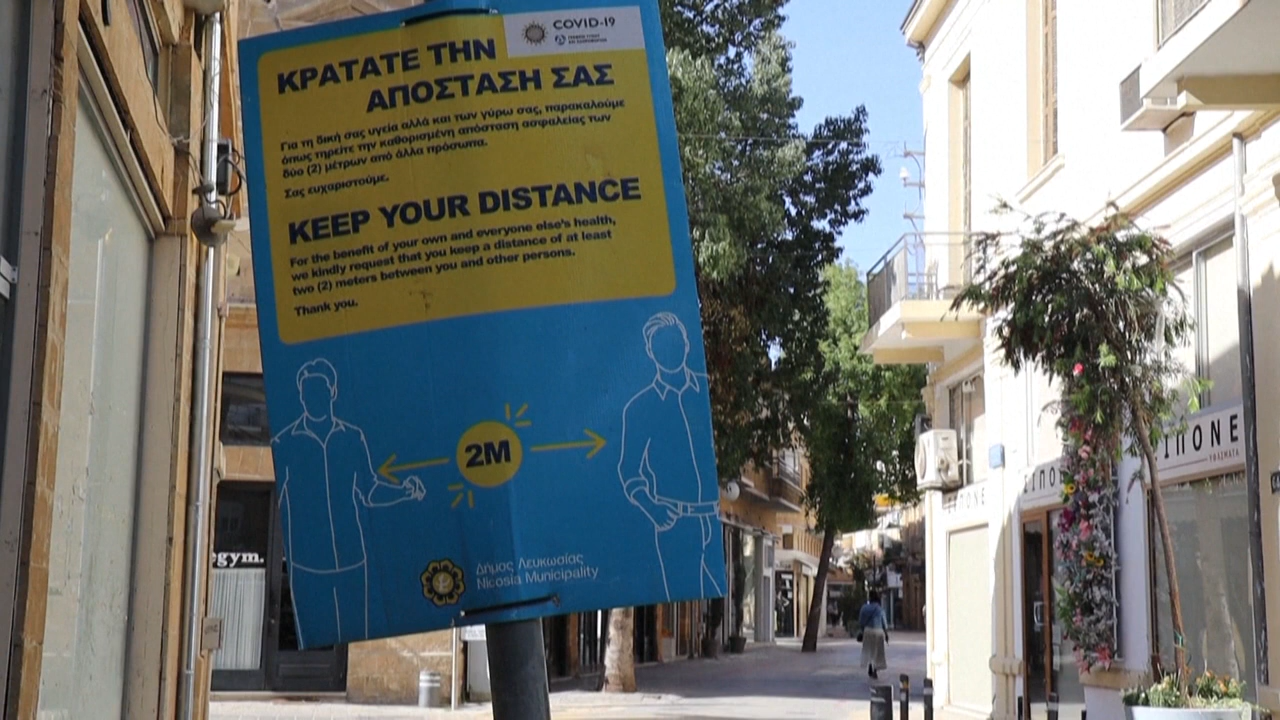 COVID-19
ΚΡΑΤΑΤΕ ΤΗΝ
ΑΠΟΣΤΑΣΗ ΣΑΣ
Για τη δική σας υγεία αλλά και των γύρω σας, παρακαλούμε
όπως τηρείτε την καθορισμένη απόσταση ασφαλείας των
δύο (2) μέτρων από άλλα πρόσωπα.
Σας ευχαριστούμε.
KEEP YOUR DISTANCE
For the benefit of your own and everyone else's health,
we kindly request that you keep a distance of at least
two (2) meters between you and other persons.
Thank you.
2M
Δήμος Λευκωσίας
Nicosia Municipality
egym.
ΥΦΑΣΜΑΤΑ